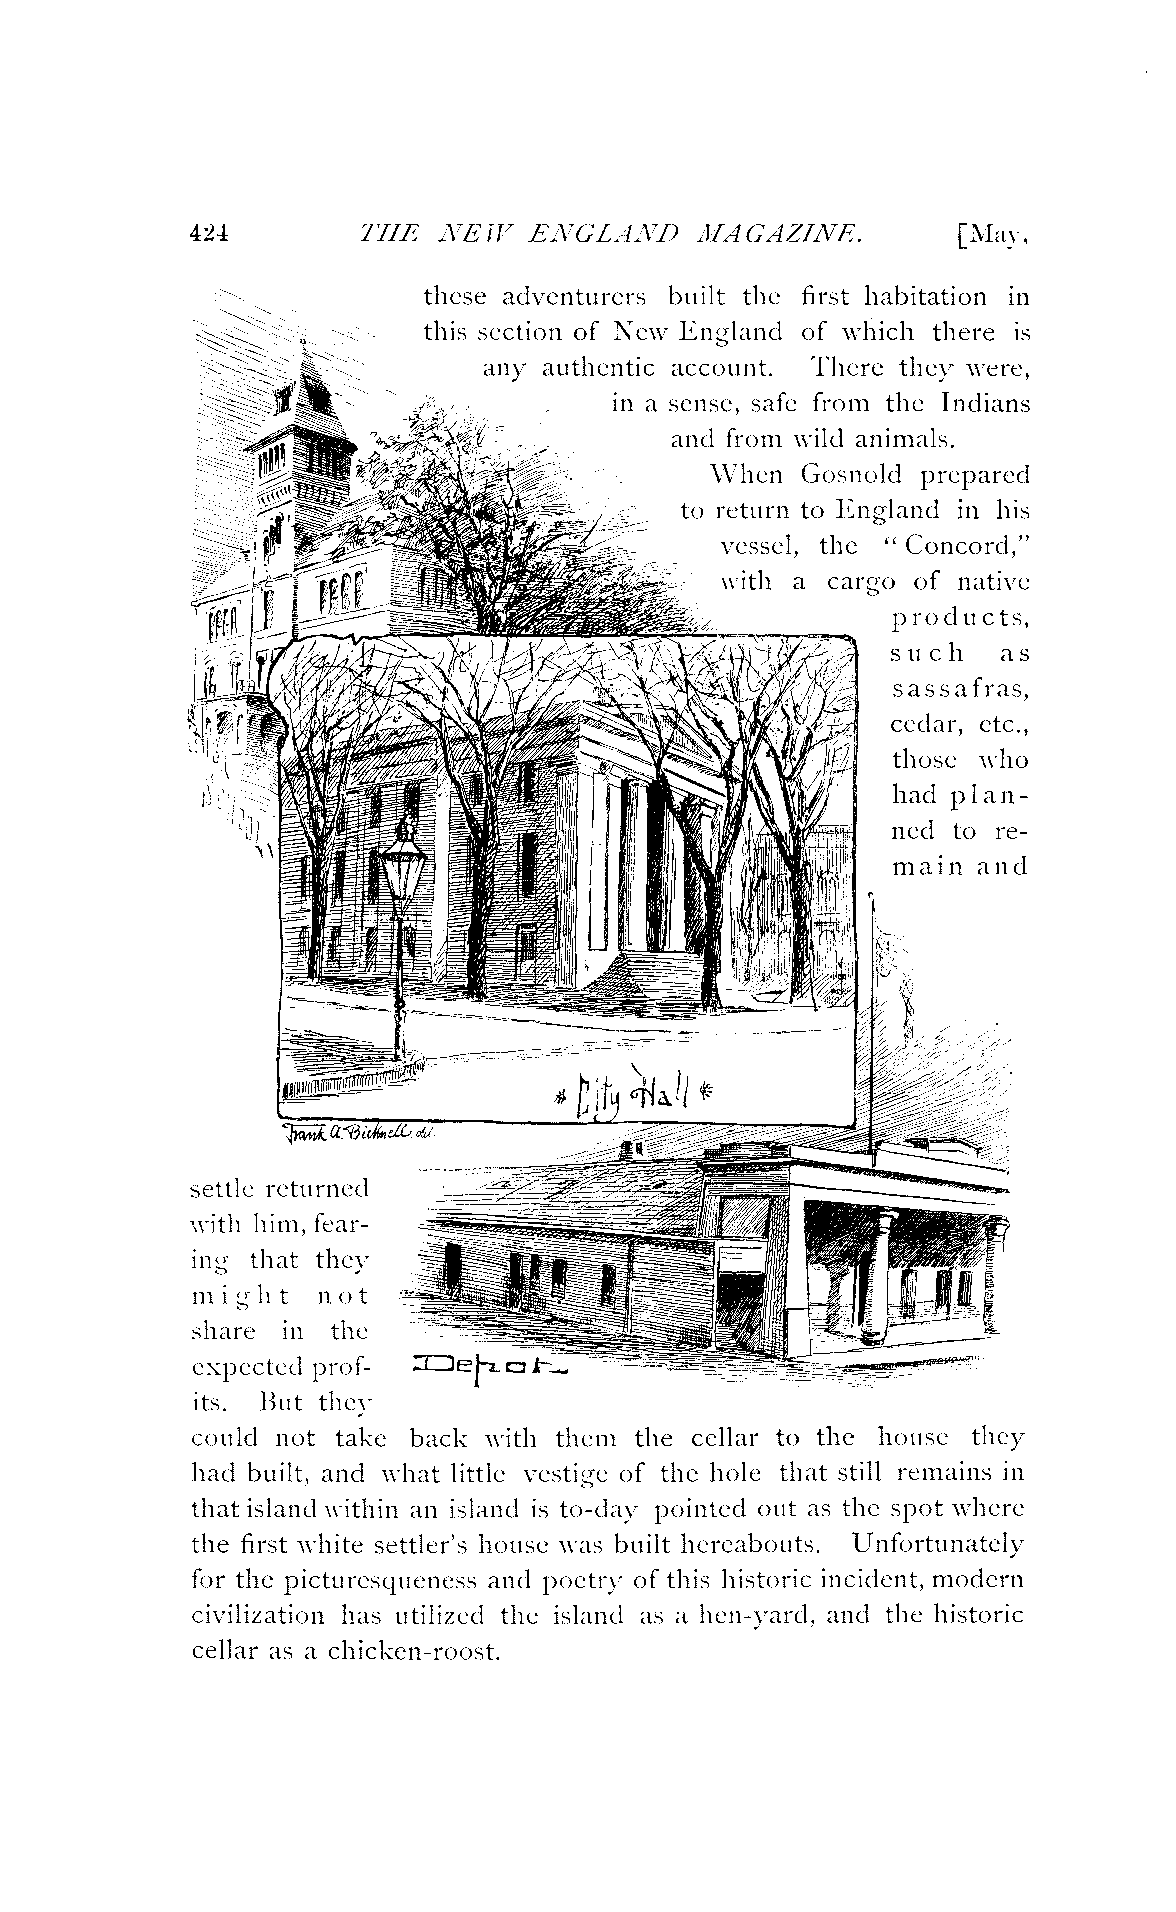 424 THE NEW ENGLAND MAGAZINE. [May,
these adventurers built the first habitation in
this section of New England of which there is
any authentic account. There they were,
in a sense, safe from the Indians
and from wild animals.
When Gosnold prepared
to return to England in his
vessel, the “Concord,”
with a cargo of native
products,
such as
sassafras,
cedar, etc.,
those who
had plan-
ned to re-
main and
* City Hall *
Frank A. Bicknell. del.
settle returned
with him, fear-
ing that they
might not
share in the
expected prof-
its. But they
Depot
could not take back with them the cellar to the house they
had built, and what little vestige of the hole that still remains in
that island within an island is to-day pointed out as the spot where
the first white settler's house was built hereabouts. Unfortunately
for the picturesqueness and poetry of this historic incident, modern
civilization has utilized the island as a hen-yard, and the historic
cellar as a chicken-roost.